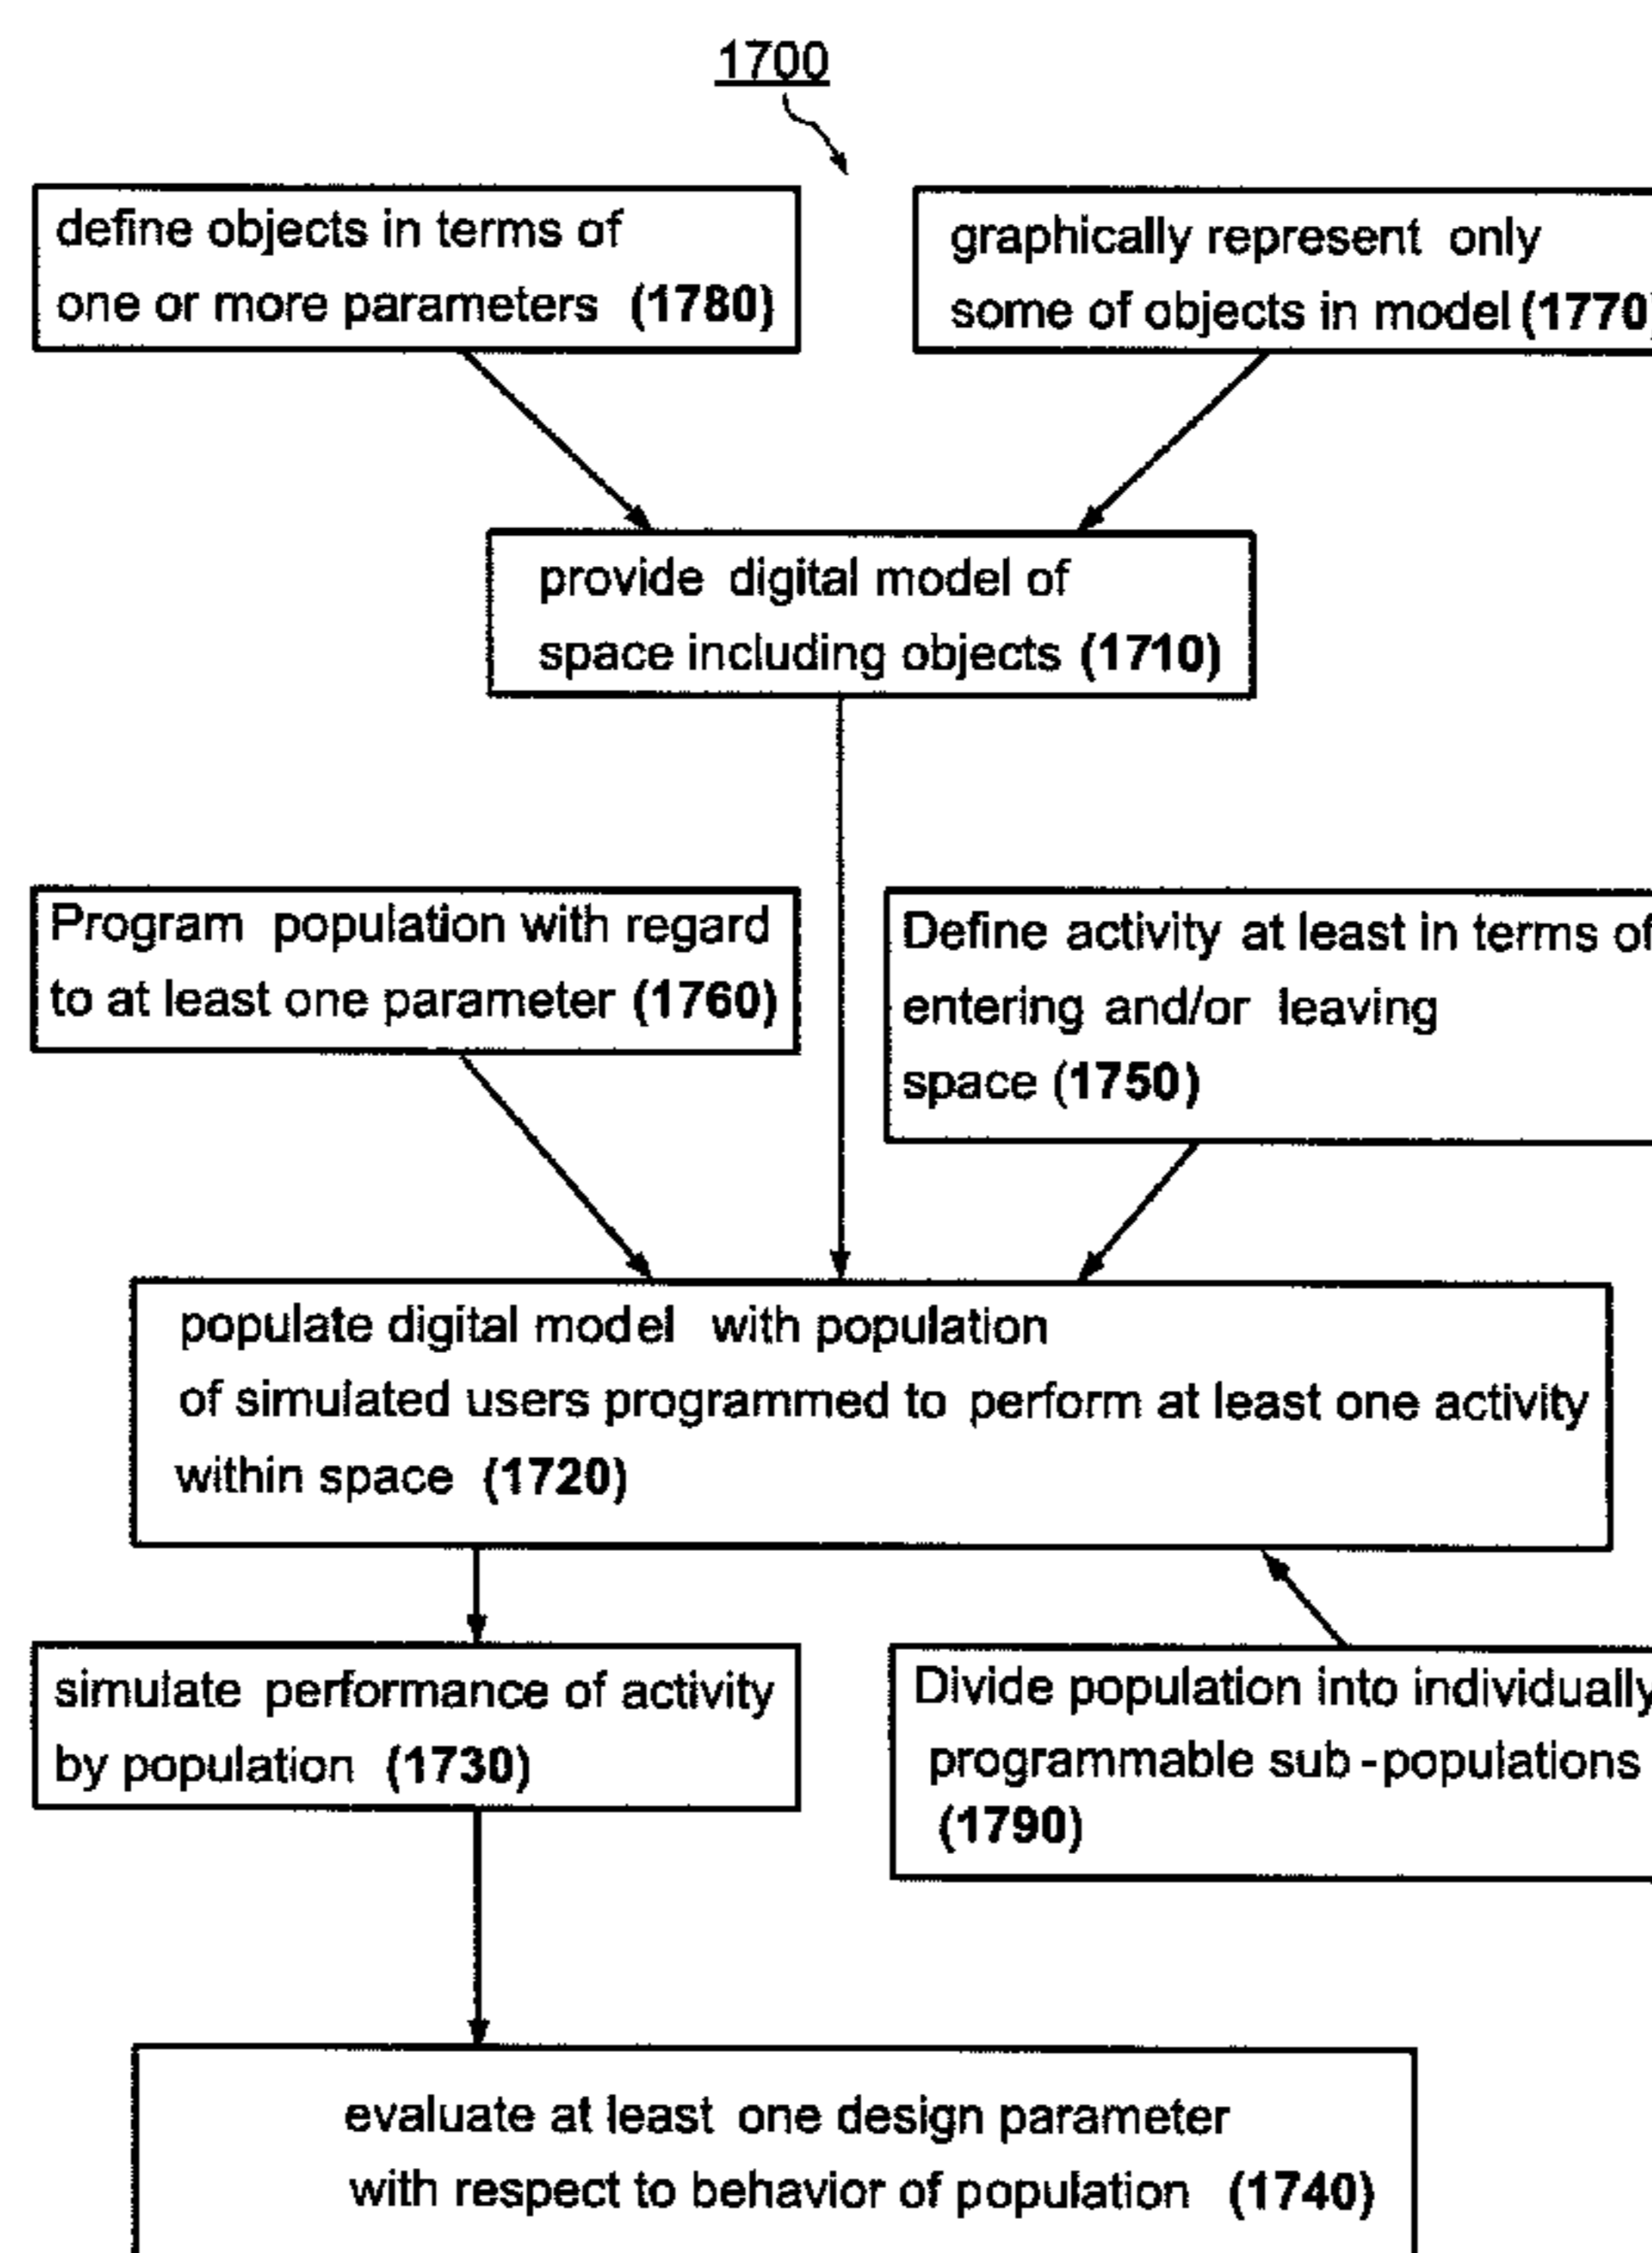 1700
define objects in terms of
one or more parameters (1780)
graphically represent only
some of objects in model (1770)
provide digital model of
space including objects (1710)
Program population with regard
to at least one parameter (1760)
Define activity at least in terms of
entering and/or leaving
space (1750)
populate digital model with population
of simulated users programmed to perform at least one activity
within space (1720)
simulate performance of activity
by population (1730)
Divide population into individually
programmable sub-populations
(1790)
evaluate at least one design parameter
with respect to behavior of population (1740)